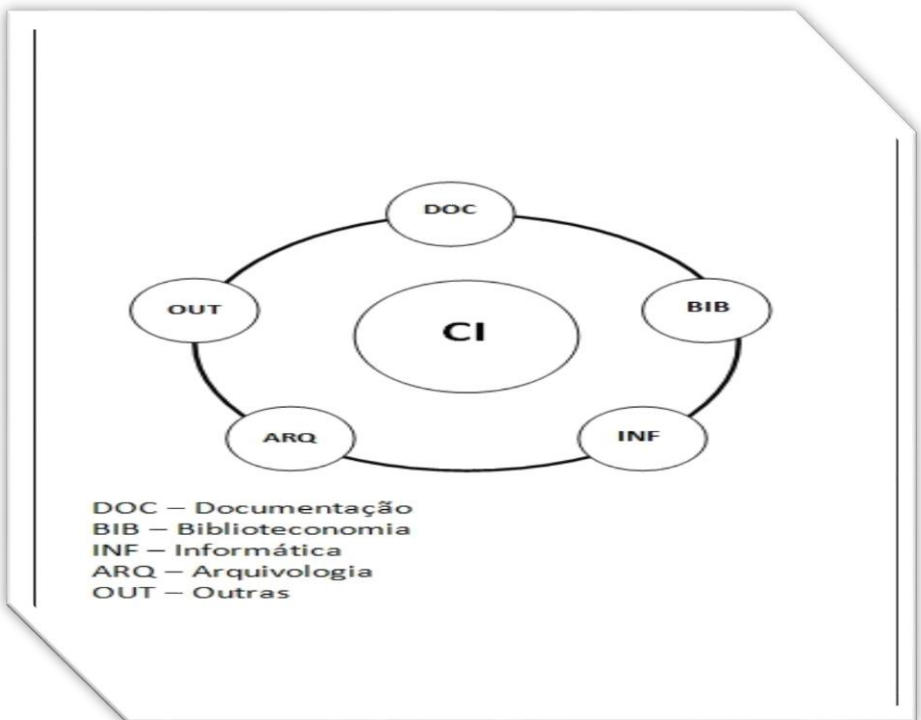 DOC
OUT
BIB
CI
ARQ
INF
DOC – Documentação
BIB – Biblioteconomia
INF – Informática
ARQ – Arquivologia
OUT – Outras